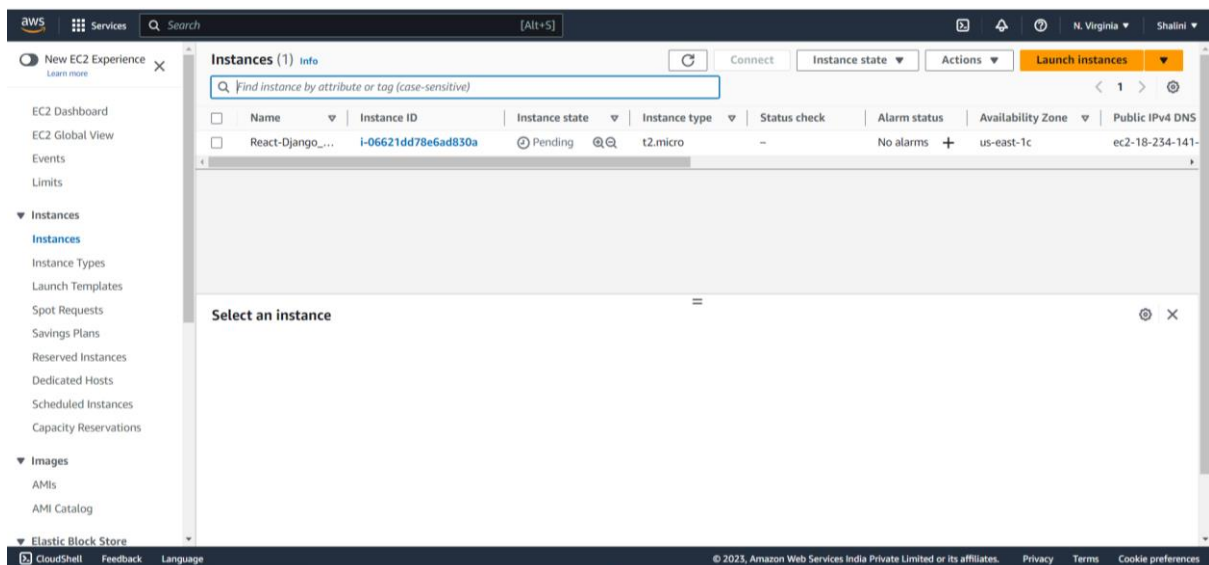 aws Services Search [Alt+S] N. Virginia Shalini
New EC2 Experience
Learn more
EC2 Dashboard
EC2 Global View
Events
Limits
Instances
Instances
Instance Types
Launch Templates
Spot Requests
Savings Plans
Reserved Instances
Dedicated Hosts
Scheduled Instances
Capacity Reservations
Images
AMIs
AMI Catalog
Elastic Block Store
Instances (1) Info Connect Instance state Actions Launch instances
Find instance by attribute or tag (case-sensitive) 1
Name Instance ID Instance state Instance type Status check Alarm status Availability Zone Public IPv4 DNS
React-Django_... i-06621dd78e6ad830a Pending t2.micro – No alarms + us-east-1c ec2-18-234-141-
Select an instance
CloudShell Feedback Language © 2023, Amazon Web Services India Private Limited or its affiliates. Privacy Terms Cookie preferences